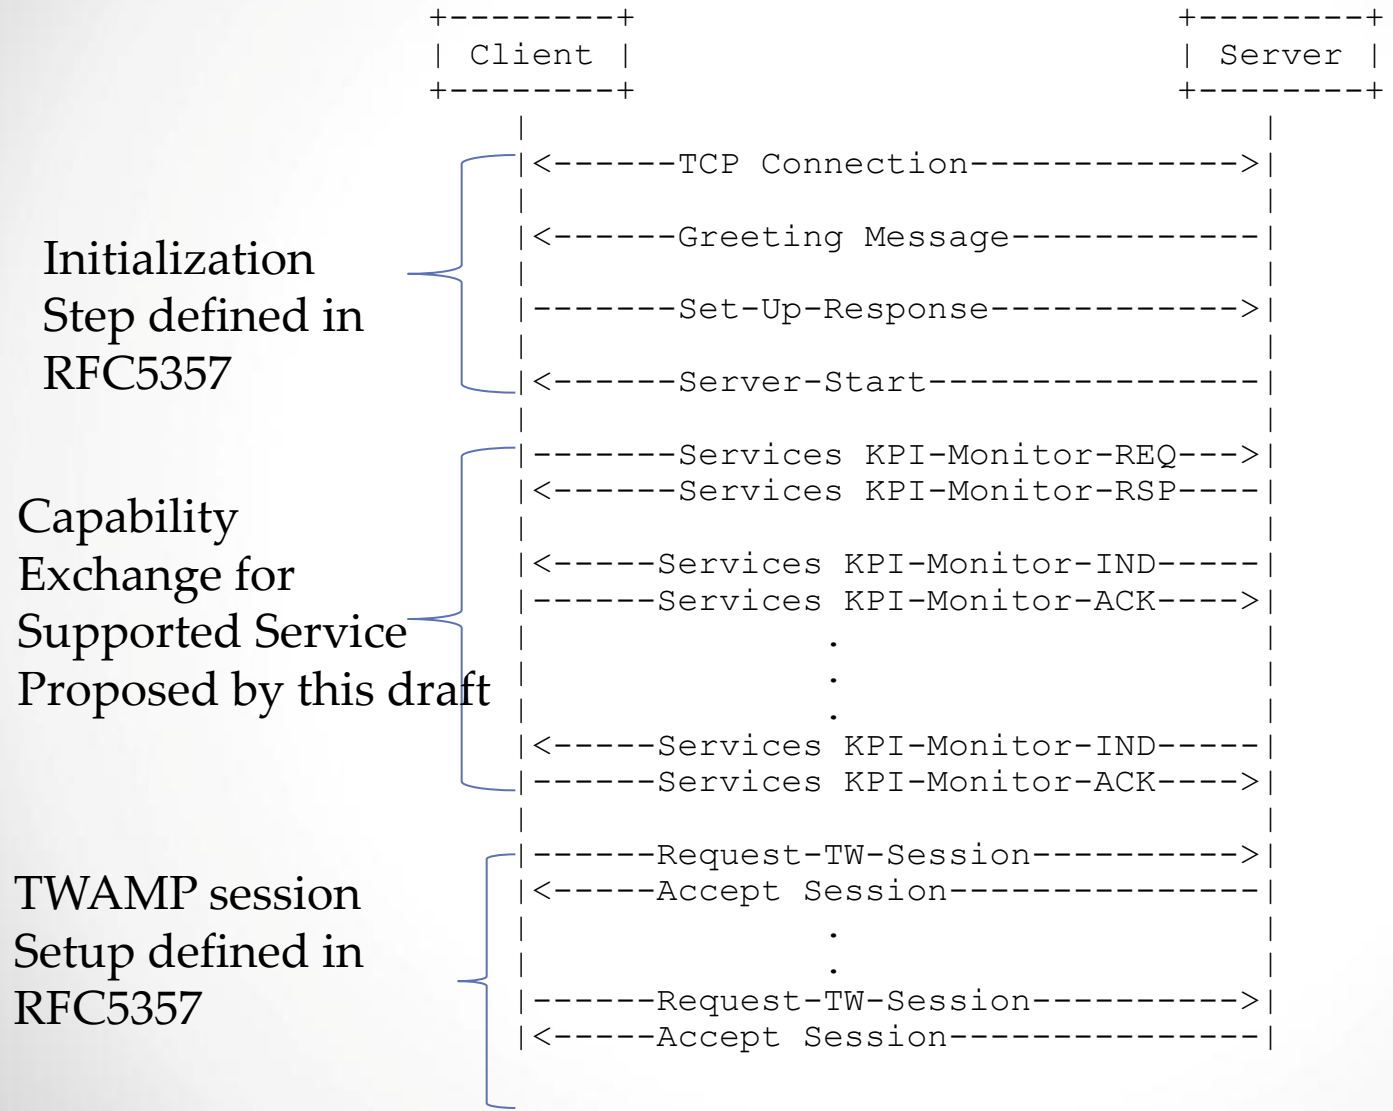 +--------+ +--------+
| Client | | Server |
+--------+ +--------+
| |
|<------TCP Connection------------->|
| |
|<------Greeting Message------------|
| |
|-------Set-Up-Response------------>|
| |
|<------Server-Start----------------|
| |
|-------Services KPI-Monitor-REQ--->|
|<------Services KPI-Monitor-RSP----|
| |
|<-----Services KPI-Monitor-IND-----|
|------Services KPI-Monitor-ACK---->|
| . |
| . |
| . |
|<-----Services KPI-Monitor-IND-----|
|------Services KPI-Monitor-ACK---->|
| |
|------Request-TW-Session---------->|
|<-----Accept Session---------------|
| . |
| . |
|------Request-TW-Session---------->|
|<-----Accept Session---------------|
Initialization
Step defined in
RFC5357
Capability
Exchange for
Supported Service
Proposed by this draft
TWAMP session
Setup defined in
RFC5357